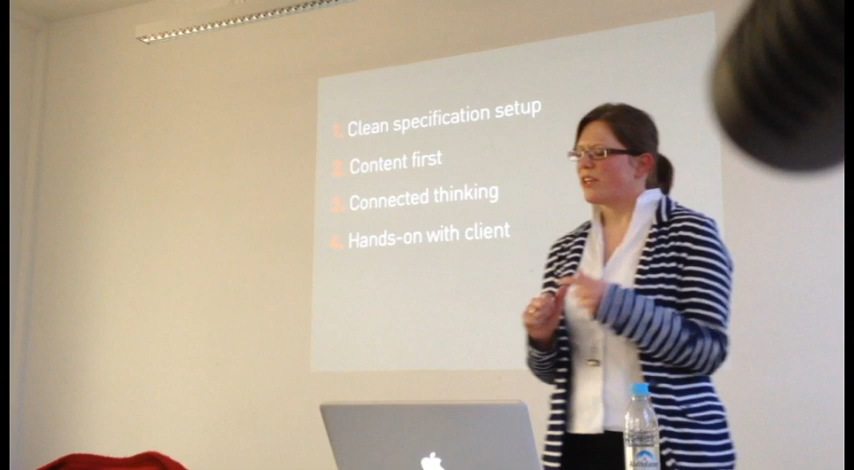 1. Clean specification setup
2. Content first
3. Connected thinking
4. Hands-on with client